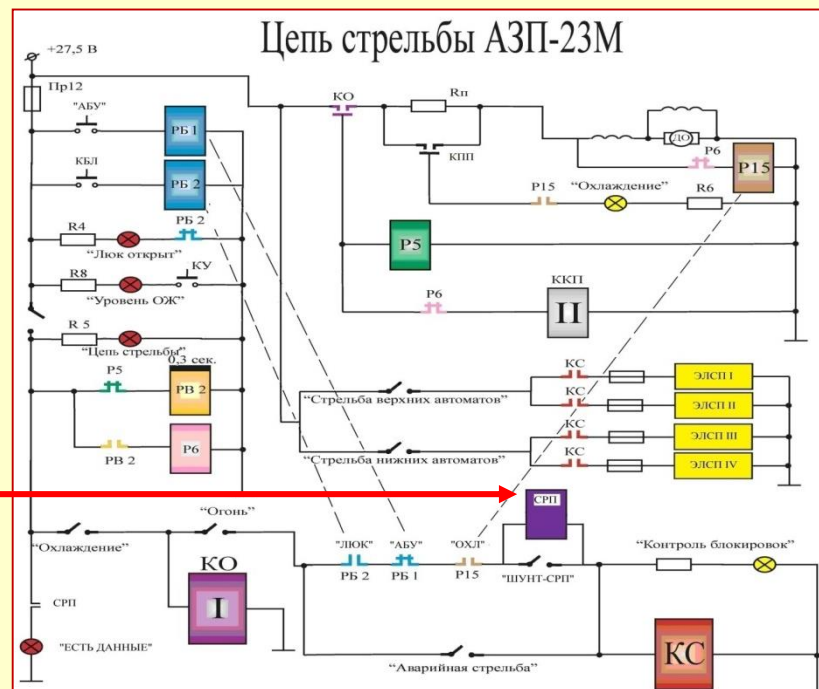 Цепь стрельбы АЗП-23М
+27,5 В
Пр12
"АБУ"
РБ 1
КБЛ
РБ 2
R4
РБ 2
"Люк открыт"
R8
КУ
"Уровень ОЖ"
R 5
"Цепь стрельбы"
0,3 сек.
Р5
РВ 2
РВ 2
Р6
КО
Rп
КПП
ДО
Р6
Р15
Р15
"Охлаждение"
R6
Р5
Р6
ККП
II
"Стрельба верхних автоматов"
КС
ЭЛСП I
КС
ЭЛСП II
"Стрельба нижних автоматов"
КС
ЭЛСП III
КС
ЭЛСП IV
"Охлаждение"
"Огонь"
КО
I
СРП
"ЕСТЬ ДАННЫЕ"
"ЛЮК"
РБ 2
"АБУ"
РБ 1
"ОХЛ"
Р15
СРП
"ШУНТ-СРП"
"Контроль блокировок"
"Аварийная стрельба"
КС